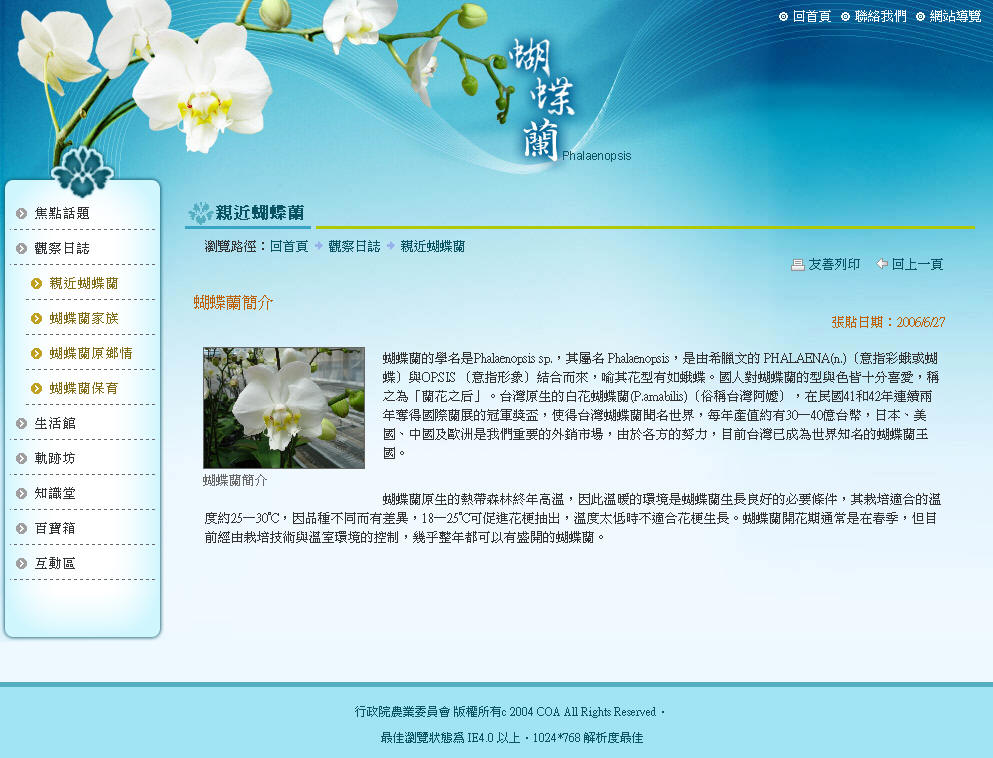 回首頁 聯絡我們 網站導覽
蝴蝶蘭
Phalaenopsis
焦點話題
觀察日誌
親近蝴蝶蘭
蝴蝶蘭家族
蝴蝶蘭原鄉情
蝴蝶蘭保育
生活館
軌跡坊
知識堂
百寶箱
互動區
親近蝴蝶蘭
瀏覽路徑：回首頁 觀察日誌 親近蝴蝶蘭
友善列印 回上一頁
蝴蝶蘭簡介
張貼日期：2006/6/27
蝴蝶蘭的學名是Phalaenopsis sp.，其屬名 Phalaenopsis，是由希臘文的 PHALAENA(n.)〔意指彩蛾或蝴
蝶〕與OPSIS 〔意指形象〕結合而來，喻其花型有如蛾蝶。國人對蝴蝶蘭的型與色皆十分喜愛，稱
之為「蘭花之后」。台灣原生的白花蝴蝶蘭(P.amabilis)〔俗稱台灣阿嬤〕，在民國41和42年連續兩
年奪得國際蘭展的冠軍獎盃，使得台灣蝴蝶蘭聞名世界，每年產值約有30—40億台幣，日本、美
國、中國及歐洲是我們重要的外銷市場，由於各方的努力，目前台灣已成為世界知名的蝴蝶蘭王
國。
蝴蝶蘭簡介
蝴蝶蘭原生的熱帶森林終年高溫，因此溫暖的環境是蝴蝶蘭生長良好的必要條件，其栽培適合的溫
度約25—30℃，因品種不同而有差異，18—25℃可促進花梗抽出，溫度太低時不適合花梗生長。蝴蝶蘭開花期通常是在春季，但目
前經由栽培技術與溫室環境的控制，幾乎整年都可以有盛開的蝴蝶蘭。
行政院農業委員會 版權所有c 2004 COA All Rights Reserved．
最佳瀏覽狀態為 IE4.0 以上．1024*768 解析度最佳